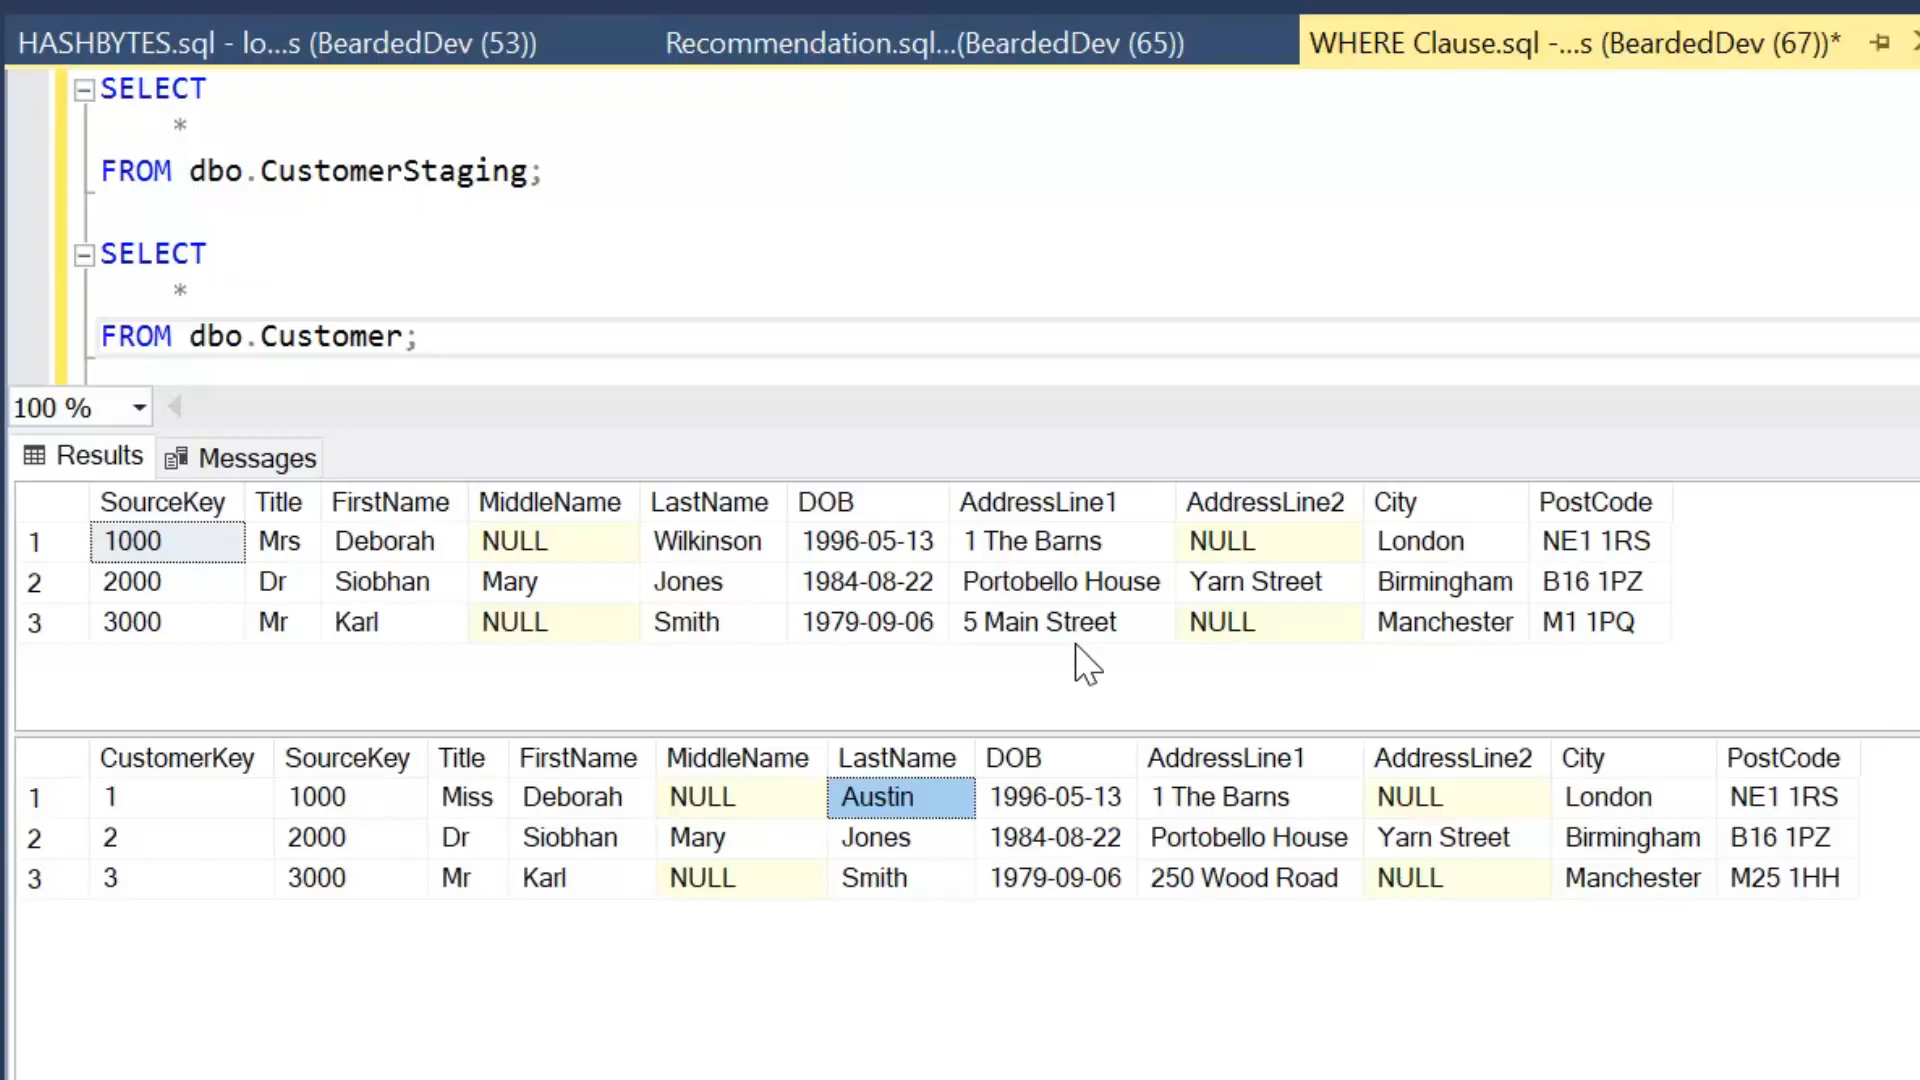 HASHBYTES.sql - lo...s (BeardedDev (53)) Recommendation.sql...(BeardedDev (65)) WHERE Clause.sql -...s (BeardedDev (67))*
SELECT
*
FROM dbo.CustomerStaging;
SELECT
*
FROM dbo.Customer;
100 %
Results Messages
SourceKey Title FirstName MiddleName LastName DOB AddressLine1 AddressLine2 City PostCode
1 1000 Mrs Deborah NULL Wilkinson 1996-05-13 1 The Barns NULL London NE1 1RS
2 2000 Dr Siobhan Mary Jones 1984-08-22 Portobello House Yarn Street Birmingham B16 1PZ
3 3000 Mr Karl NULL Smith 1979-09-06 5 Main Street NULL Manchester M1 1PQ
CustomerKey SourceKey Title FirstName MiddleName LastName DOB AddressLine1 AddressLine2 City PostCode
1 1 1000 Miss Deborah NULL Austin 1996-05-13 1 The Barns NULL London NE1 1RS
2 2 2000 Dr Siobhan Mary Jones 1984-08-22 Portobello House Yarn Street Birmingham B16 1PZ
3 3 3000 Mr Karl NULL Smith 1979-09-06 250 Wood Road NULL Manchester M25 1HH